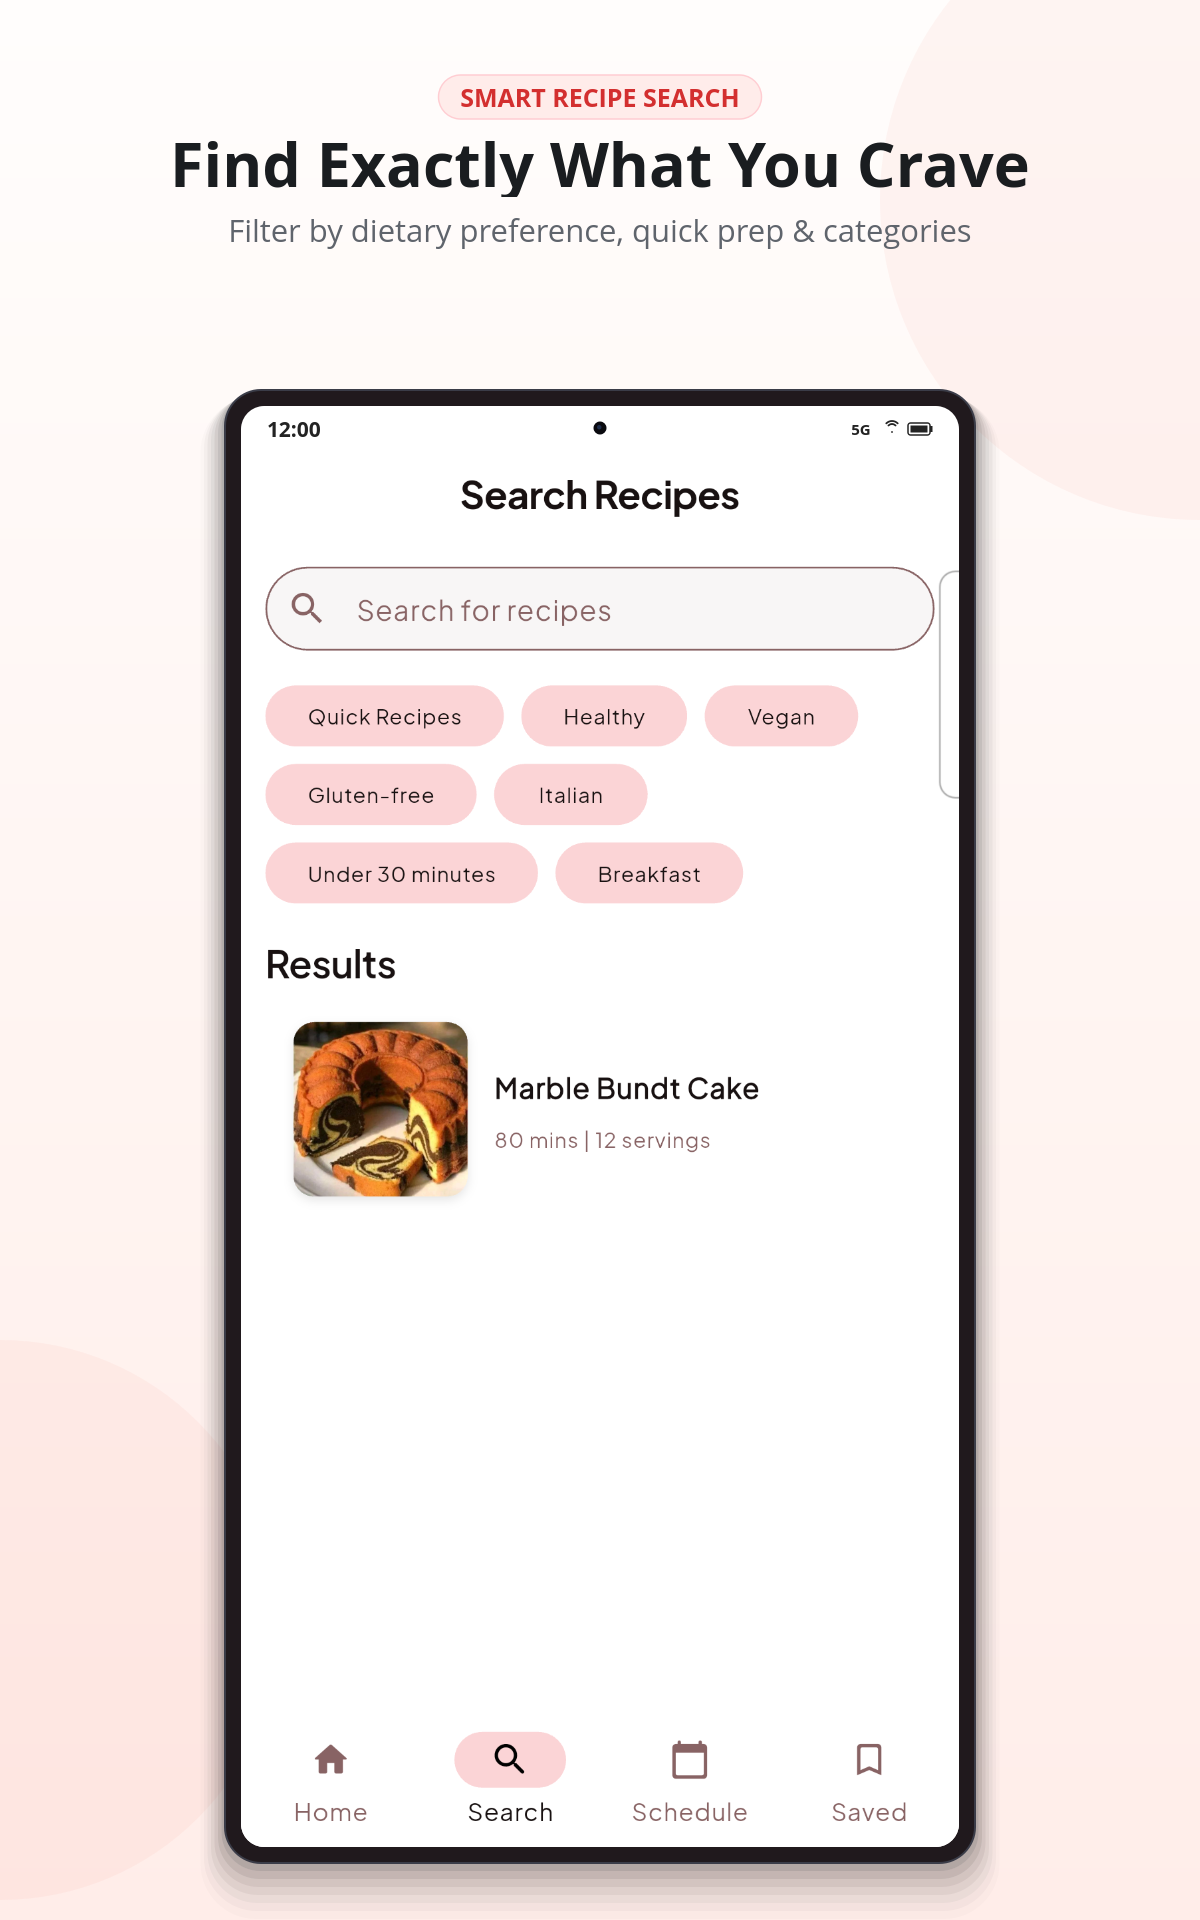 SMART RECIPE SEARCH
Find Exactly What You Crave
Filter by dietary preference, quick prep & categories
12:00
5G
Search Recipes
Search for recipes
Quick Recipes Healthy Vegan
Gluten-free Italian
Under 30 minutes Breakfast
Results
Marble Bundt Cake
80 mins | 12 servings
Home Search Schedule Saved